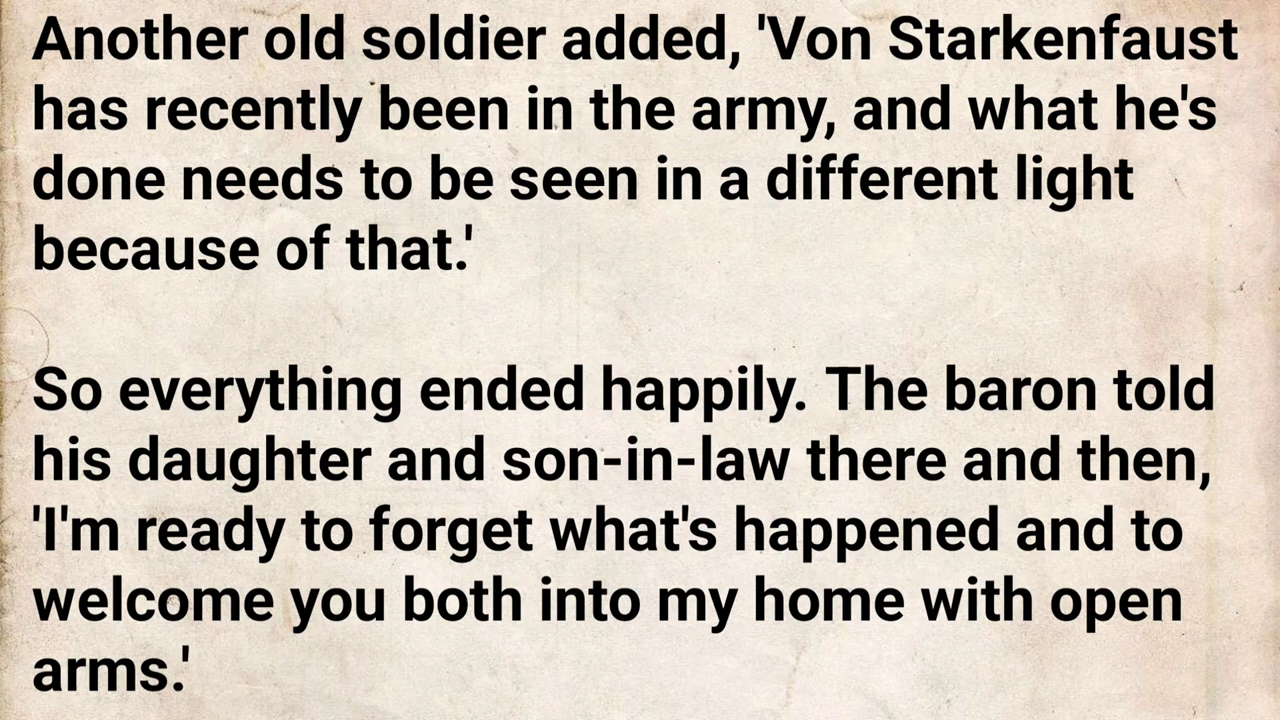 Another old soldier added, 'Von Starkenfaust
has recently been in the army, and what he's
done needs to be seen in a different light
because of that.'
So everything ended happily. The baron told
his daughter and son-in-law there and then,
'I'm ready to forget what's happened and to
welcome you both into my home with open
arms.'